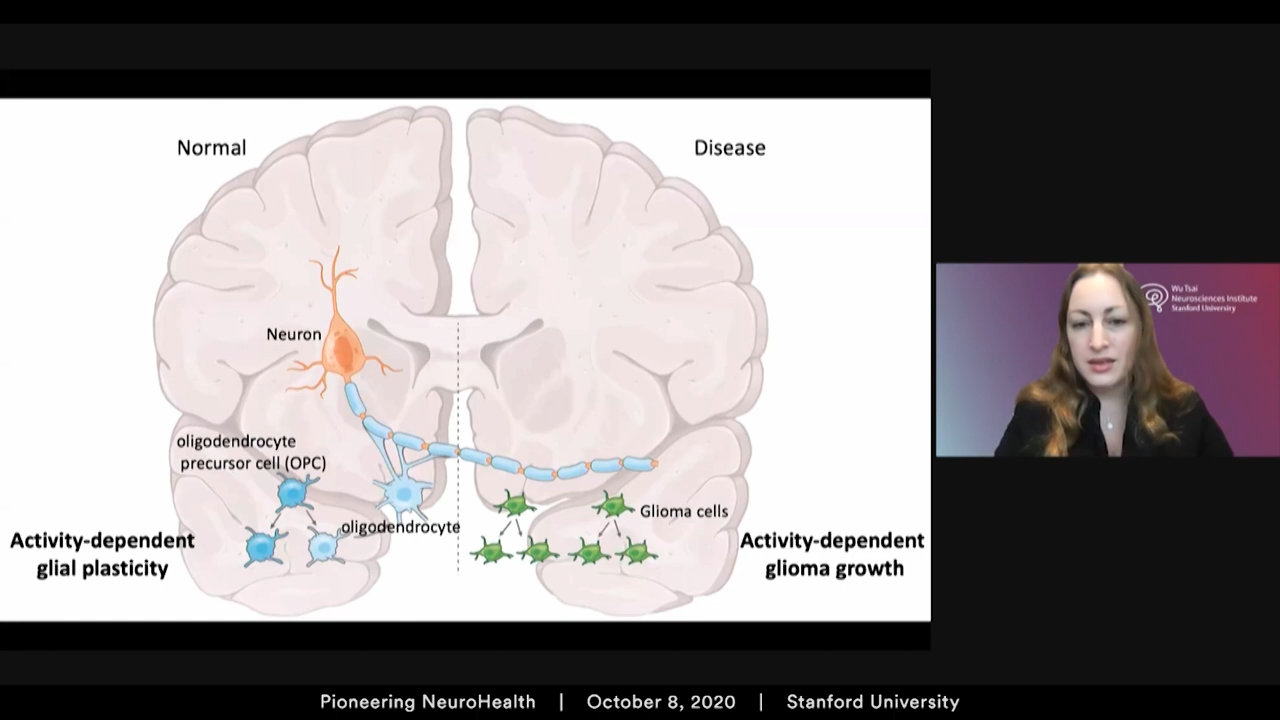 Normal
Disease
Neuron
oligodendrocyte
precursor cell (OPC)
oligodendrocyte
Glioma cells
Activity-dependent
glial plasticity
Activity-dependent
glioma growth
Wu Tsai
Neurosciences Institute
Stanford University
Pioneering NeuroHealth | October 8, 2020 | Stanford University